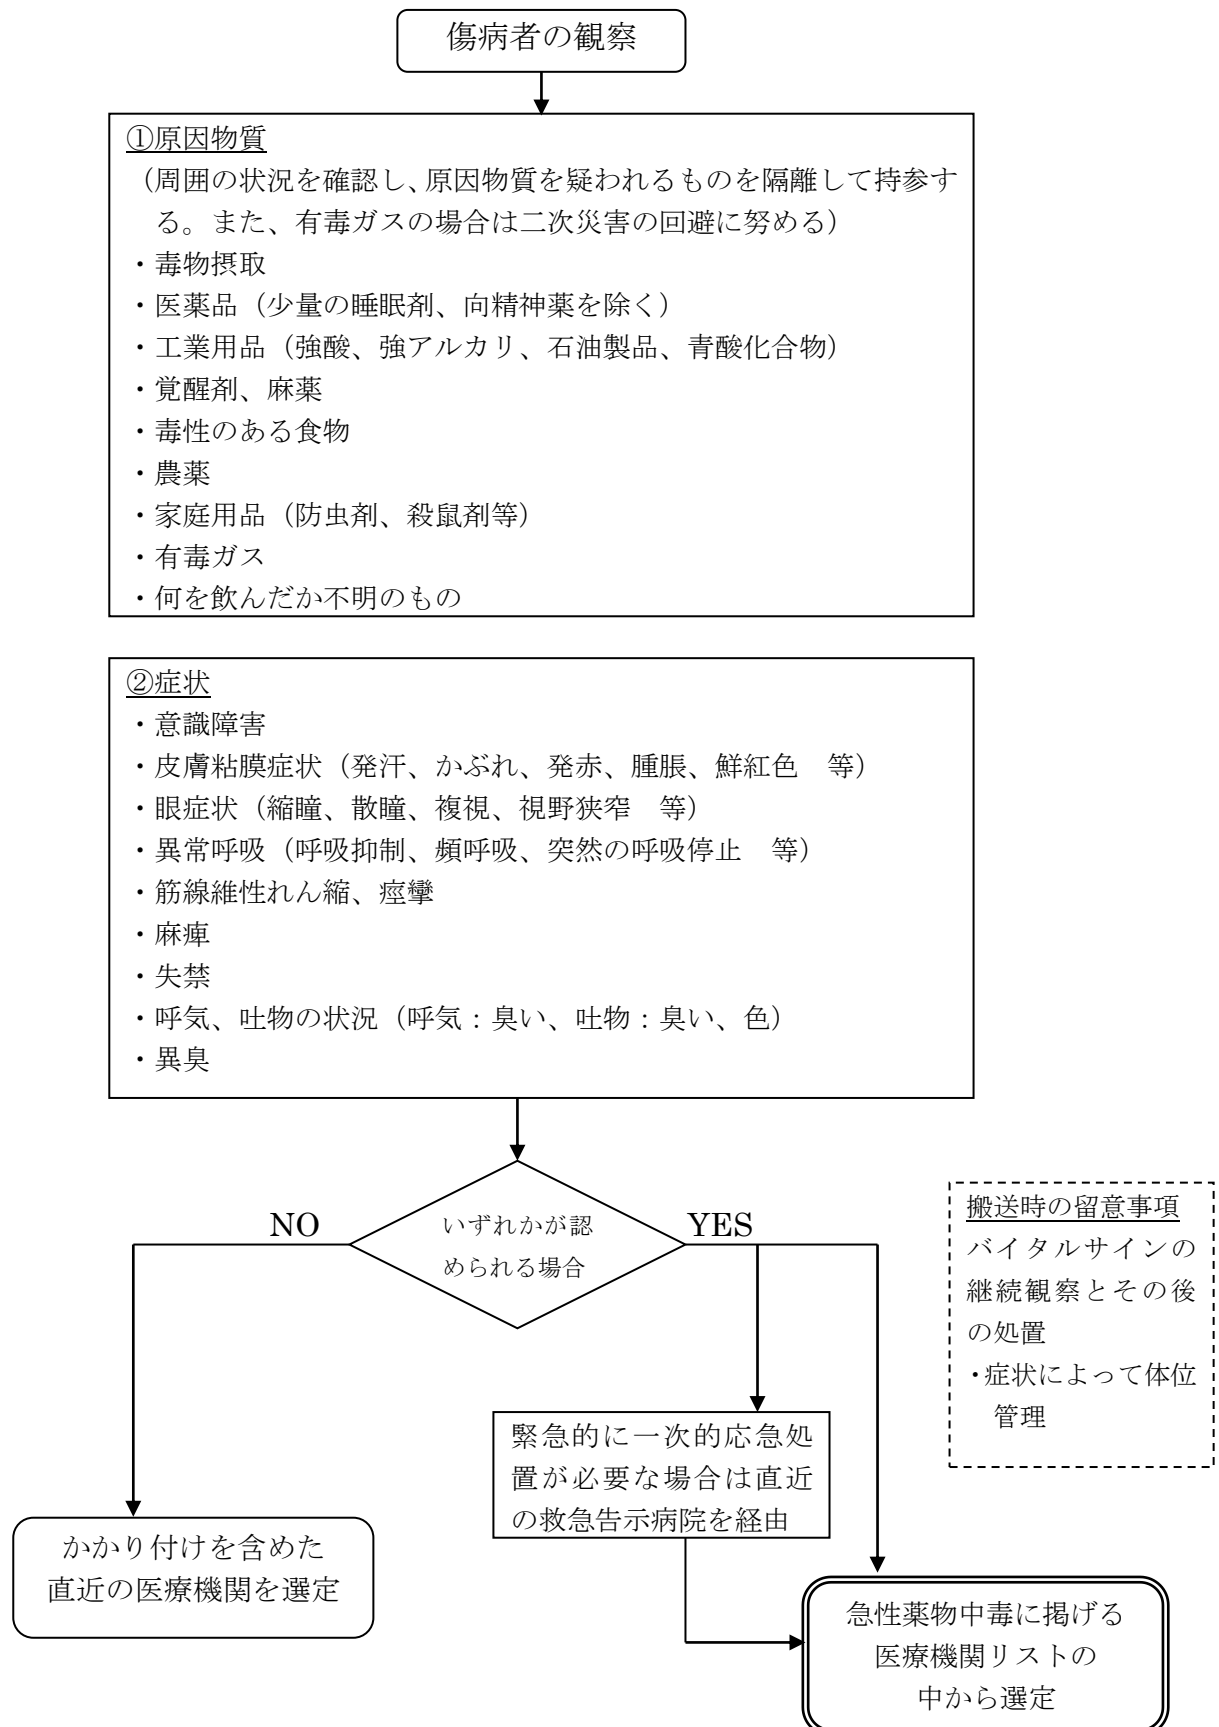 傷病者の観察
①原因物質
（周囲の状況を確認し、原因物質を疑われるものを隔離して持参す
る。また、有毒ガスの場合は二次災害の回避に努める）
・毒物摂取
・医薬品（少量の睡眠剤、向精神薬を除く）
・工業用品（強酸、強アルカリ、石油製品、青酸化合物）
・覚醒剤、麻薬
・毒性のある食物
・農薬
・家庭用品（防虫剤、殺鼠剤等）
・有毒ガス
・何を飲んだか不明のもの
②症状
・意識障害
・皮膚粘膜症状（発汗、かぶれ、発赤、腫脹、鮮紅色　等）
・眼症状（縮瞳、散瞳、複視、視野狭窄　等）
・異常呼吸（呼吸抑制、頻呼吸、突然の呼吸停止　等）
・筋線維性れん縮、痙攣
・麻痺
・失禁
・呼気、吐物の状況（呼気：臭い、吐物：臭い、色）
・異臭
NO
いずれかが認
められる場合
YES
搬送時の留意事項
バイタルサインの
継続観察とその後
の処置
・症状によって体位
管理
緊急的に一次的応急処
置が必要な場合は直近
の救急告示病院を経由
かかり付けを含めた
直近の医療機関を選定
急性薬物中毒に掲げる
医療機関リストの
中から選定